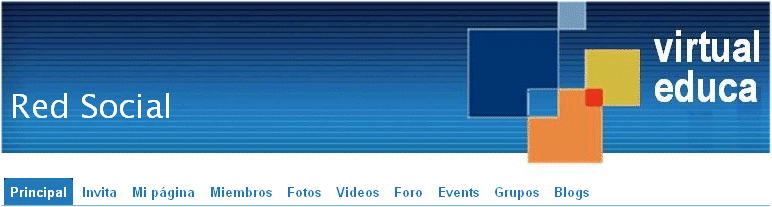 virtual
educa
Red Social
Principal Invita Mi página Miembros Fotos Videos Foro Events Grupos Blogs